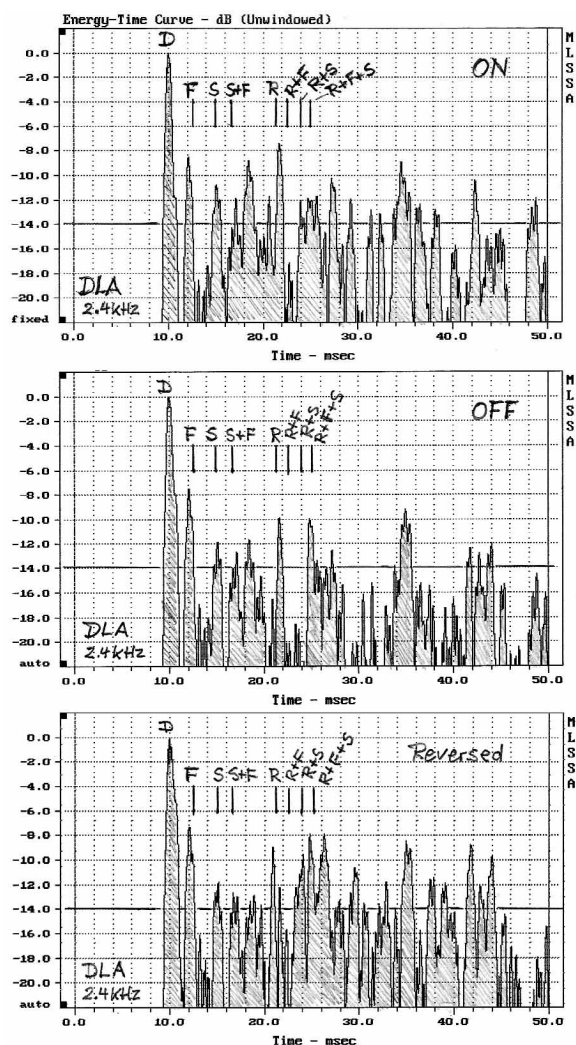 Energy-Time Curve - dB (Unwindowed)
D
ON
F S S+F R R+F R+S R+F+S
0.0
-2.0
-4.0
-6.0
-8.0
-10.0
-12.0
-14.0
-16.0
-18.0
-20.0
fixed
DLA
2.4kHz
MLSSA
0.0 10.0 20.0 30.0 40.0 50.0
Time - msec
D
OFF
F S S+F R R+F R+S R+F+S
0.0
-2.0
-4.0
-6.0
-8.0
-10.0
-12.0
-14.0
-16.0
-18.0
-20.0
auto
DLA
2.4kHz
MLSSA
0.0 10.0 20.0 30.0 40.0 50.0
Time - msec
D
Reversed
F S S+F R R+F R+S R+F+S
0.0
-2.0
-4.0
-6.0
-8.0
-10.0
-12.0
-14.0
-16.0
-18.0
-20.0
auto
DLA
2.4kHz
MLSSA
0.0 10.0 20.0 30.0 40.0 50.0
Time - msec